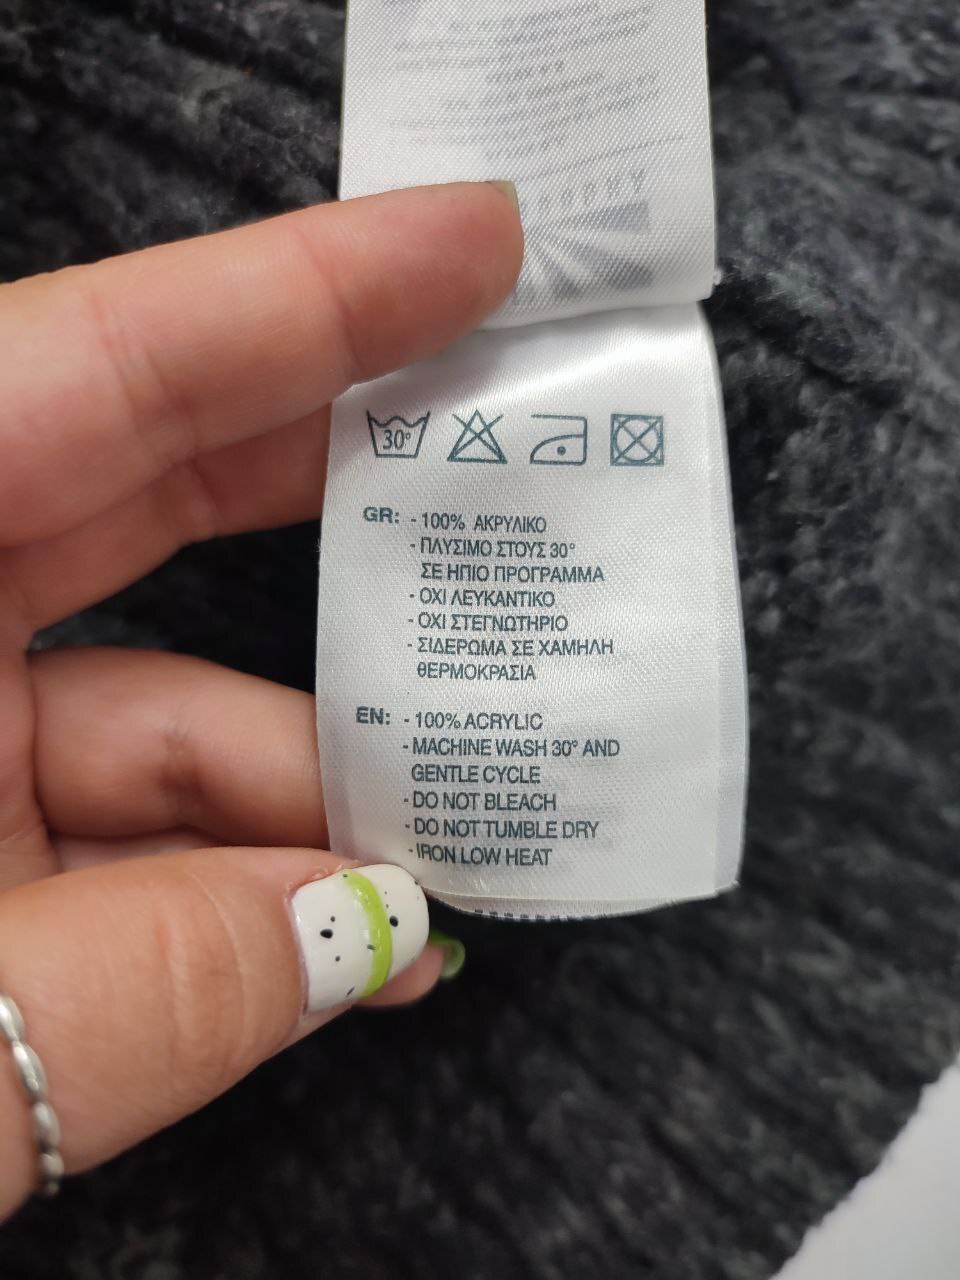 30°
GR: - 100% ΑΚΡΥΛΙΚΟ
- ΠΛΥΣΙΜΟ ΣΤΟΥΣ 30°
ΣΕ ΗΠΙΟ ΠΡΟΓΡΑΜΜΑ
- ΟΧΙ ΛΕΥΚΑΝΤΙΚΟ
- ΟΧΙ ΣΤΕΓΝΩΤΗΡΙΟ
- ΣΙΔΕΡΩΜΑ ΣΕ ΧΑΜΗΛΗ
ΘΕΡΜΟΚΡΑΣΙΑ
EN: - 100% ACRYLIC
- MACHINE WASH 30° AND
GENTLE CYCLE
- DO NOT BLEACH
- DO NOT TUMBLE DRY
- IRON LOW HEAT